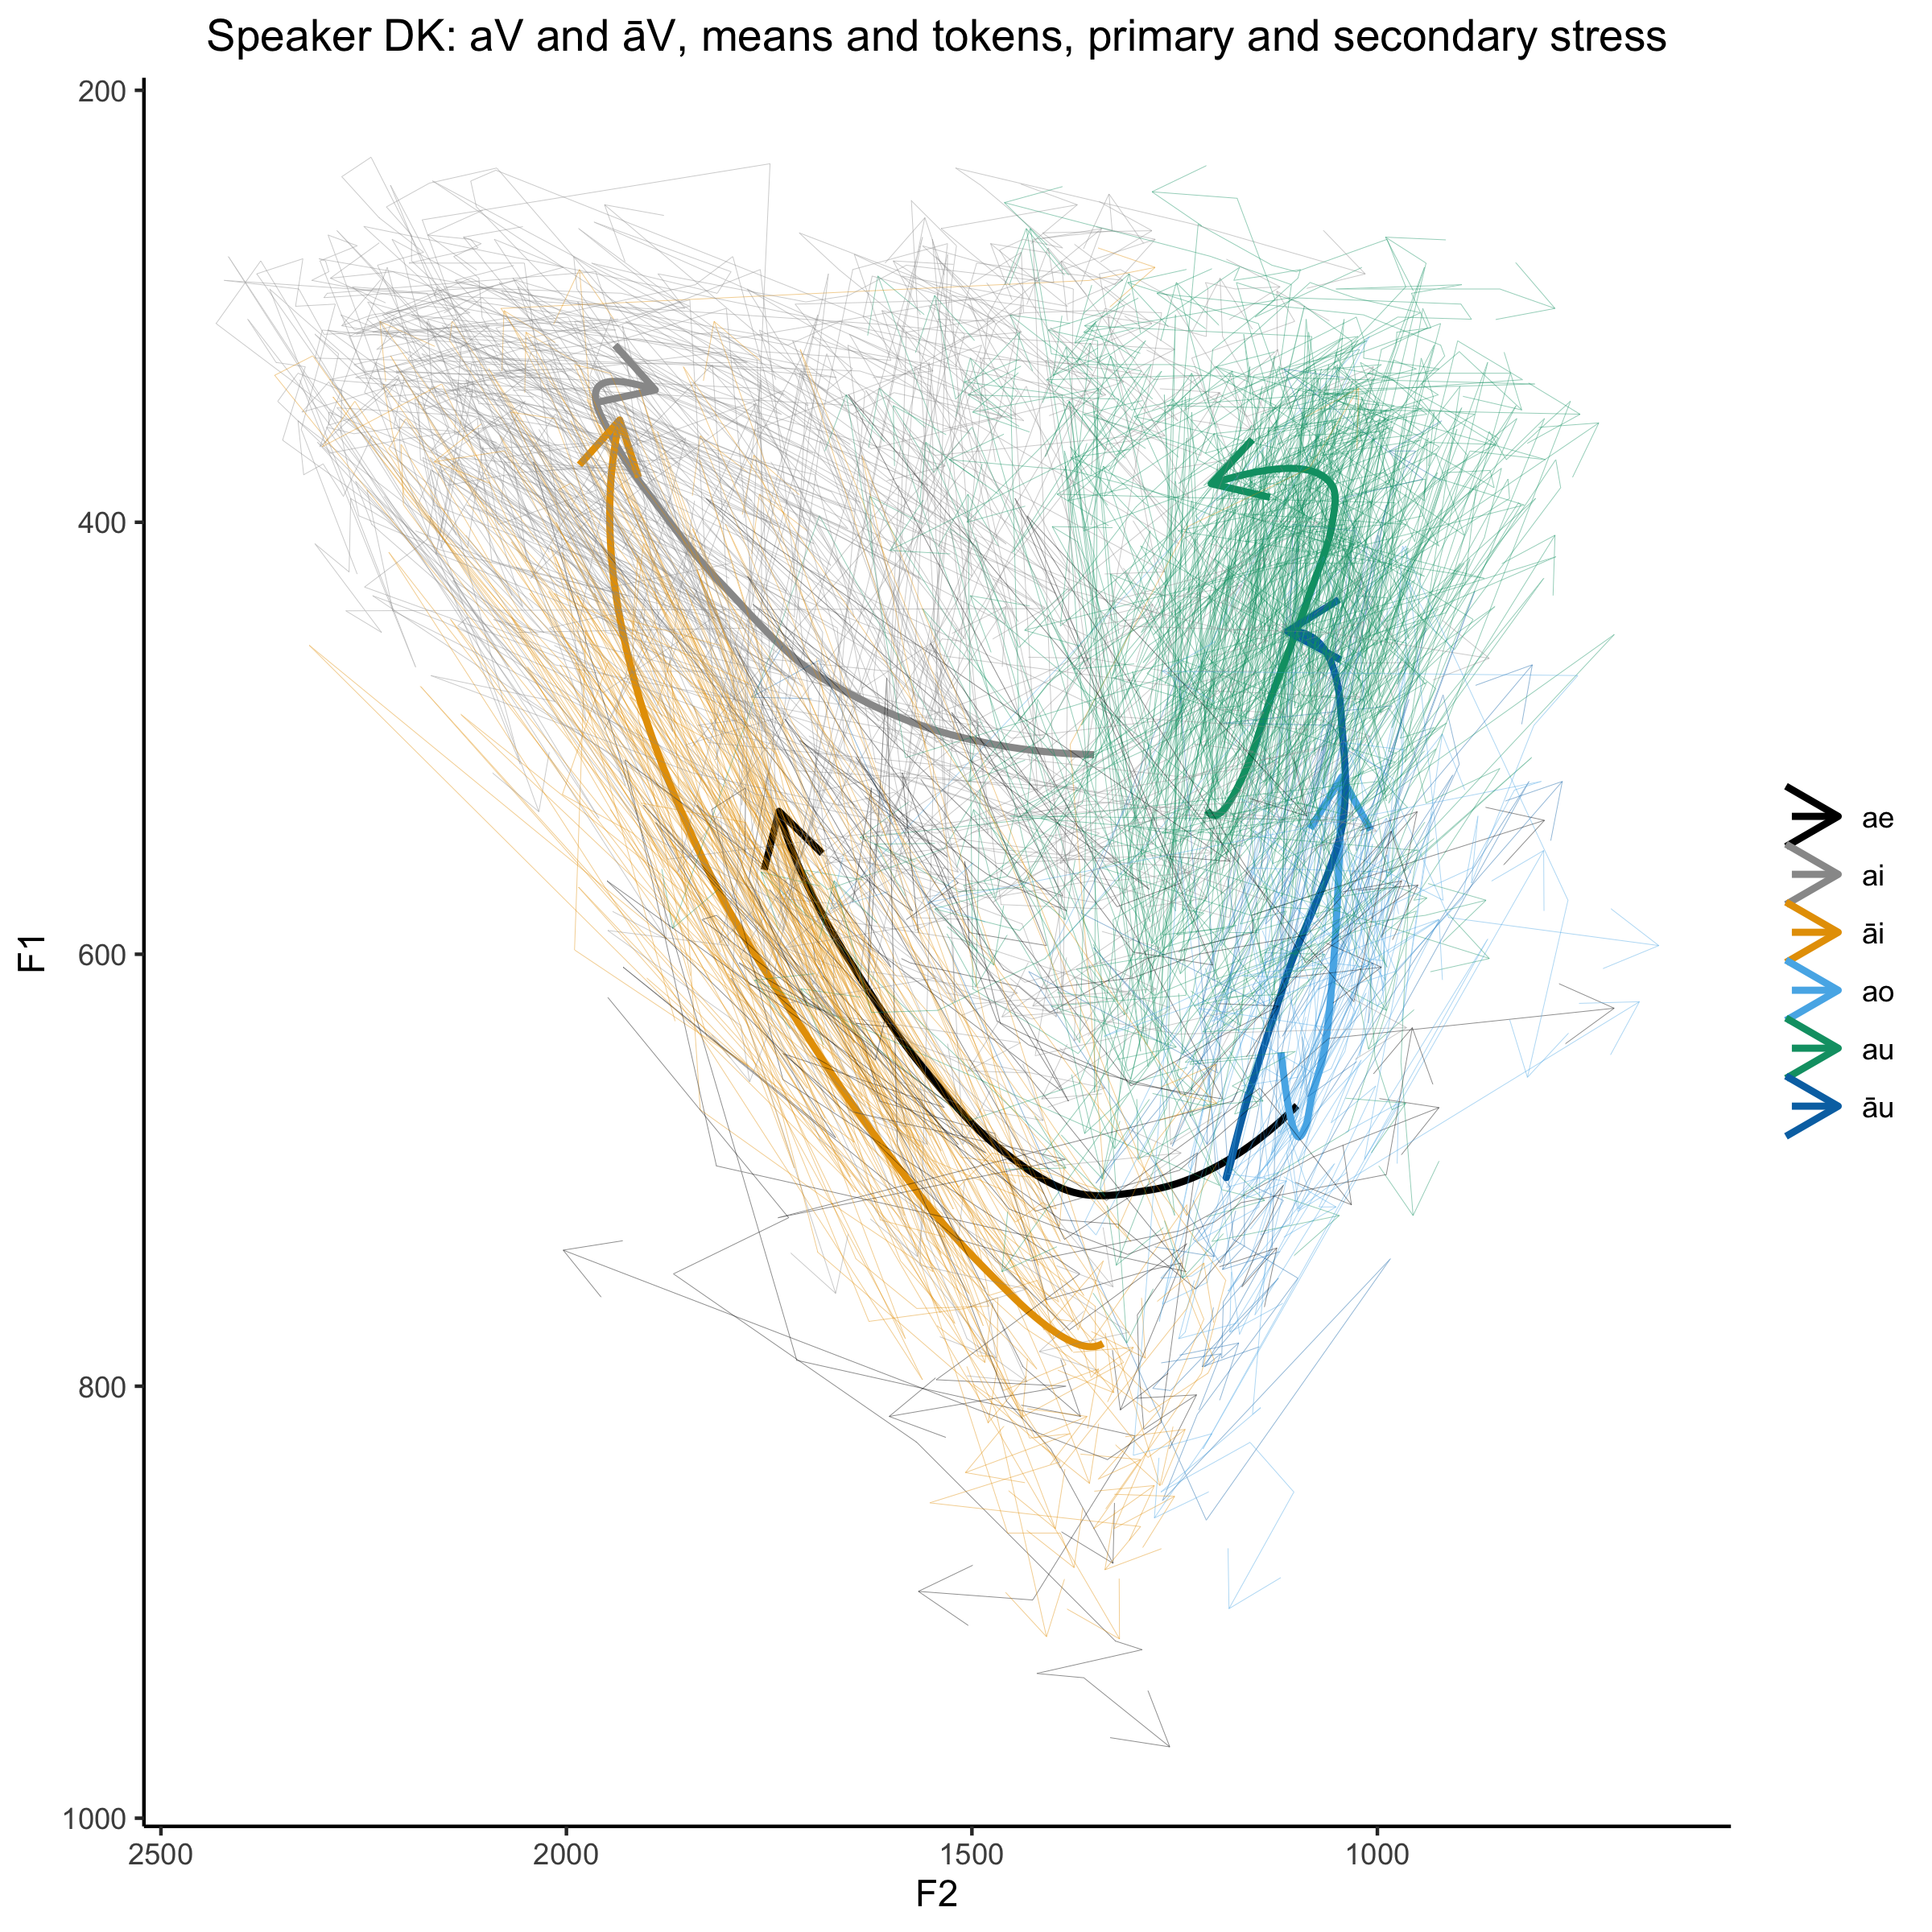 Speaker DK: aV and āV, means and tokens, primary and secondary stress
200
400
600
800
1000
F1
2500
2000
1500
1000
F2
ae
ai
āi
ao
au
āu